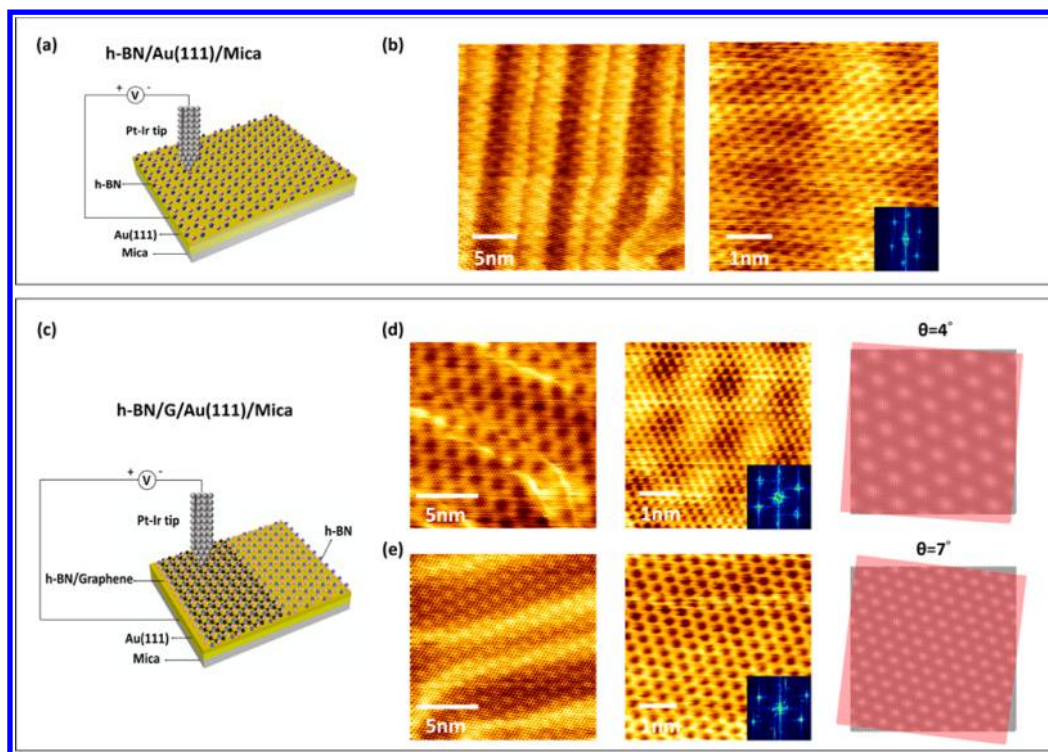 (a)
h-BN/Au(111)/Mica
+ V -
Pt-Ir tip
h-BN
Au(111)
Mica
(b)
5nm
1nm
(c)
h-BN/G/Au(111)/Mica
+ V -
Pt-Ir tip
h-BN
h-BN/Graphene
Au(111)
Mica
(d)
5nm
1nm
θ=4°
(e)
5nm
1nm
θ=7°